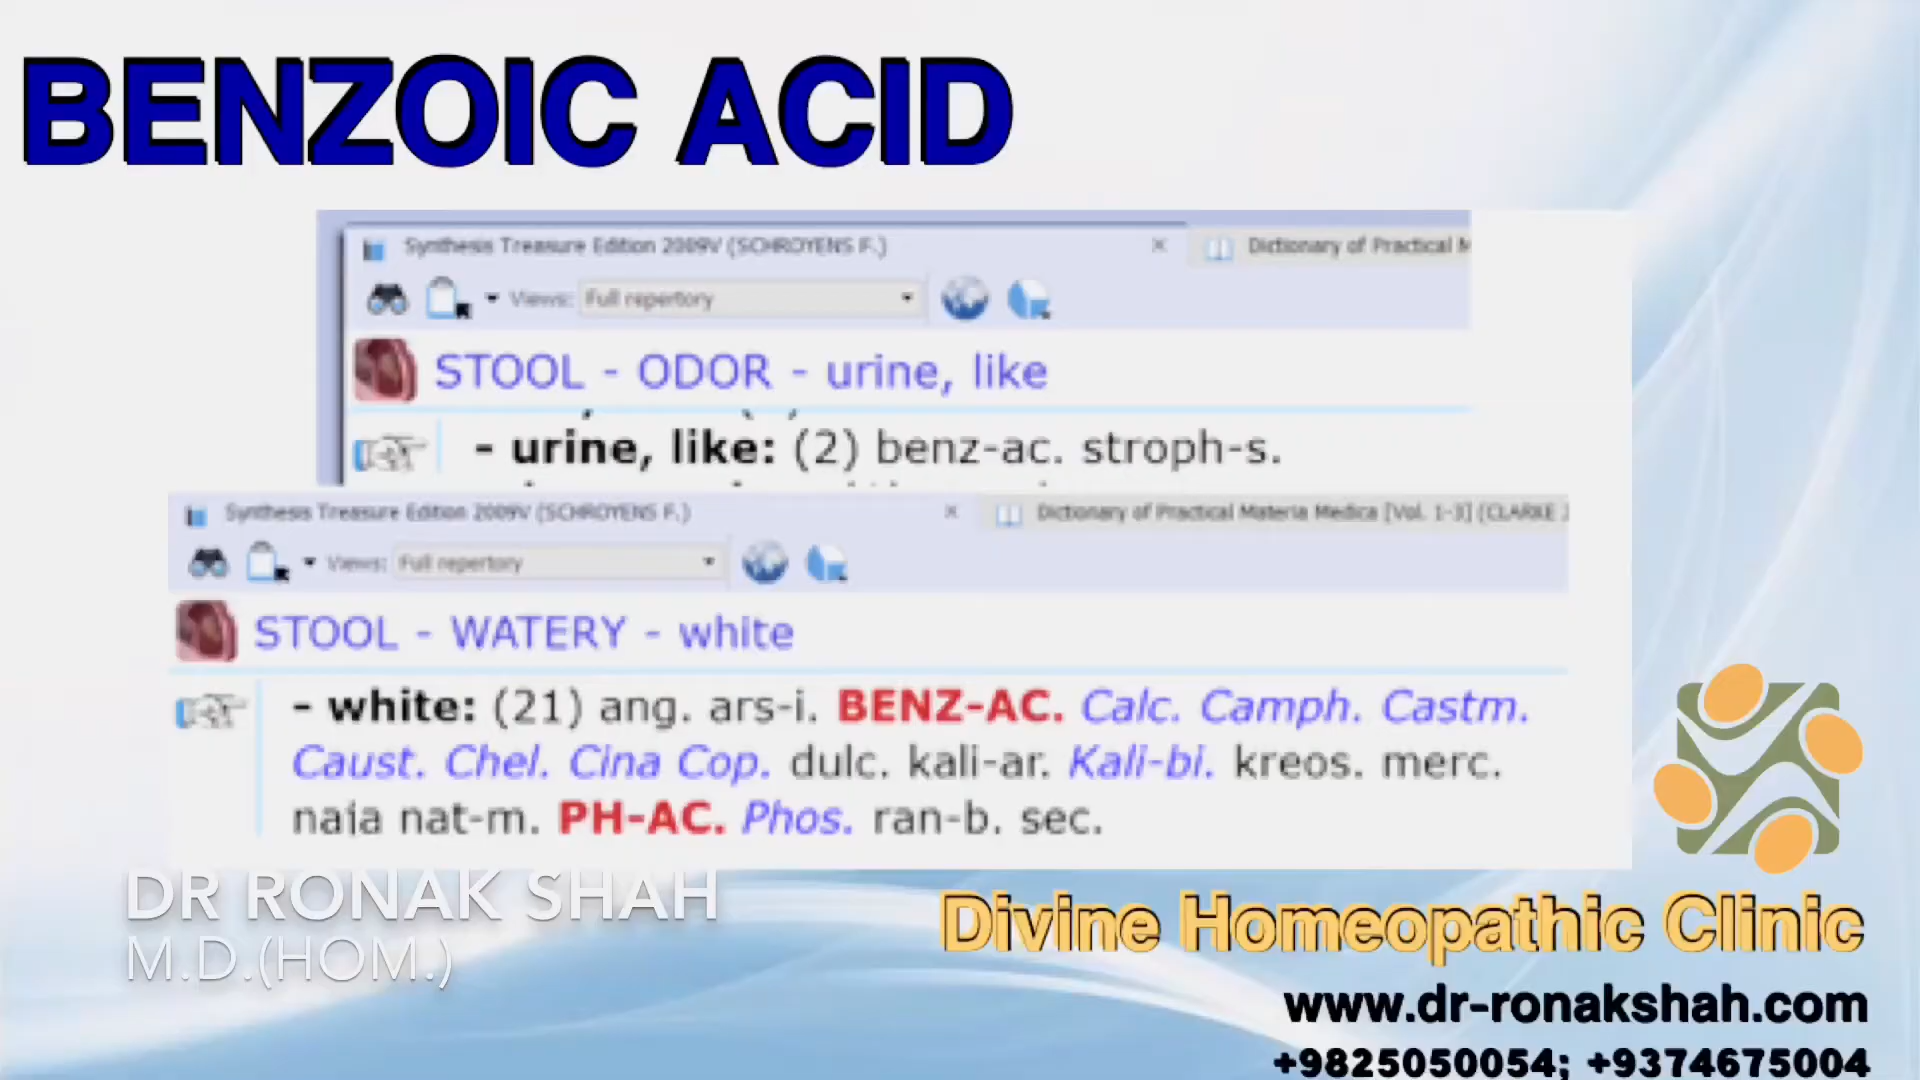 BENZOIC ACID
Synthesis Treasure Edition 2009V (SCHROYENS F.) × Dictionary of Practical M
Views: Full repertory
STOOL - ODOR - urine, like
- urine, like: (2) benz-ac. stroph-s.
Synthesis Treasure Edition 2009V (SCHROYENS F.) × Dictionary of Practical Materia Medica [Vol. 1-3] (CLARKE J
Views: Full repertory
STOOL - WATERY - white
- white: (21) ang. ars-i. BENZ-AC. Calc. Camph. Castm.
Caust. Chel. Cina Cop. dulc. kali-ar. Kali-bi. kreos. merc.
naja nat-m. PH-AC. Phos. ran-b. sec.
DR RONAK SHAH
M.D.(HOM.)
Divine Homeopathic Clinic
www.dr-ronakshah.com
+9825050054; +9374675004